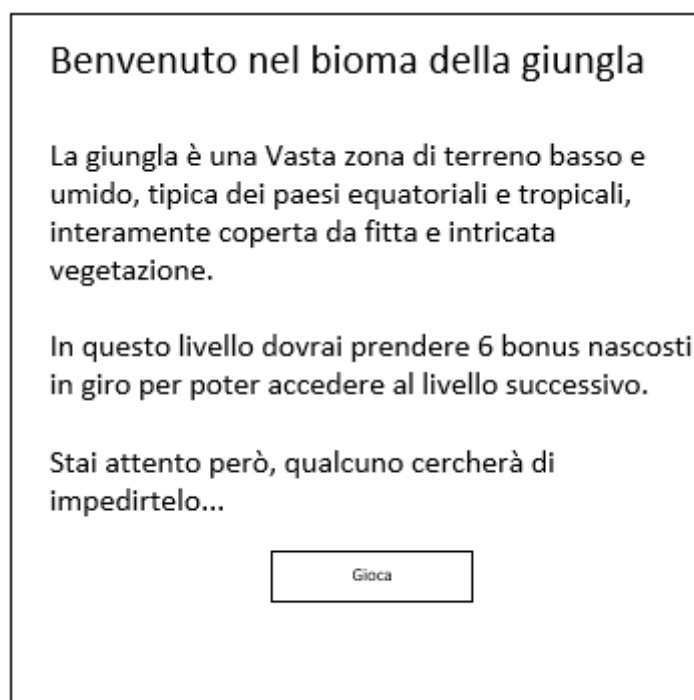 Benvenuto nel bioma della giungla
La giungla è una Vasta zona di terreno basso e
umido, tipica dei paesi equatoriali e tropicali,
interamente coperta da fitta e intricata
vegetazione.
In questo livello dovrai prendere 6 bonus nascosti
in giro per poter accedere al livello successivo.
Stai attento però, qualcuno cercherà di
impedirtelo...
Gioca